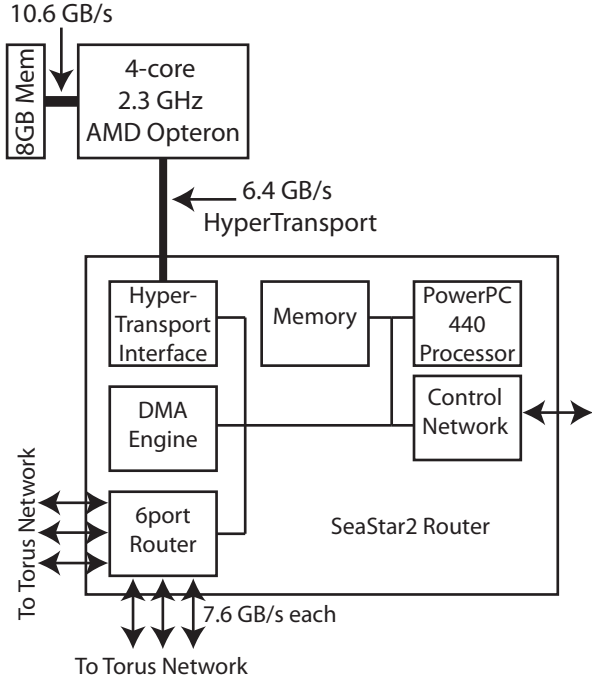 10.6 GB/s
8GB Mem
4-core
2.3 GHz
AMD Opteron
6.4 GB/s
HyperTransport
Hyper-
Transport
Interface
Memory
PowerPC
440
Processor
DMA
Engine
Control
Network
To Torus Network
6port
Router
SeaStar2 Router
7.6 GB/s each
To Torus Network